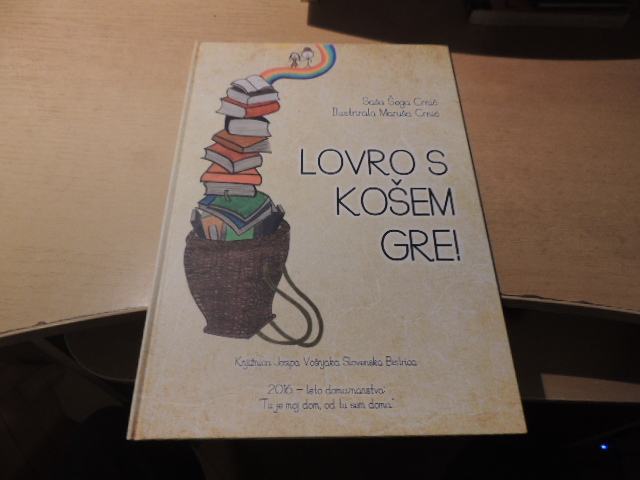 Saša Šega Crnič
Ilustrirala Maruša Crnič
LOVRO S
KOŠEM
GRE!
Knjižnica Josipa Vošnjaka Slovenska Bistrica
2016 - leto domoznanstva:
"Tu je moj dom, od tu sem doma."